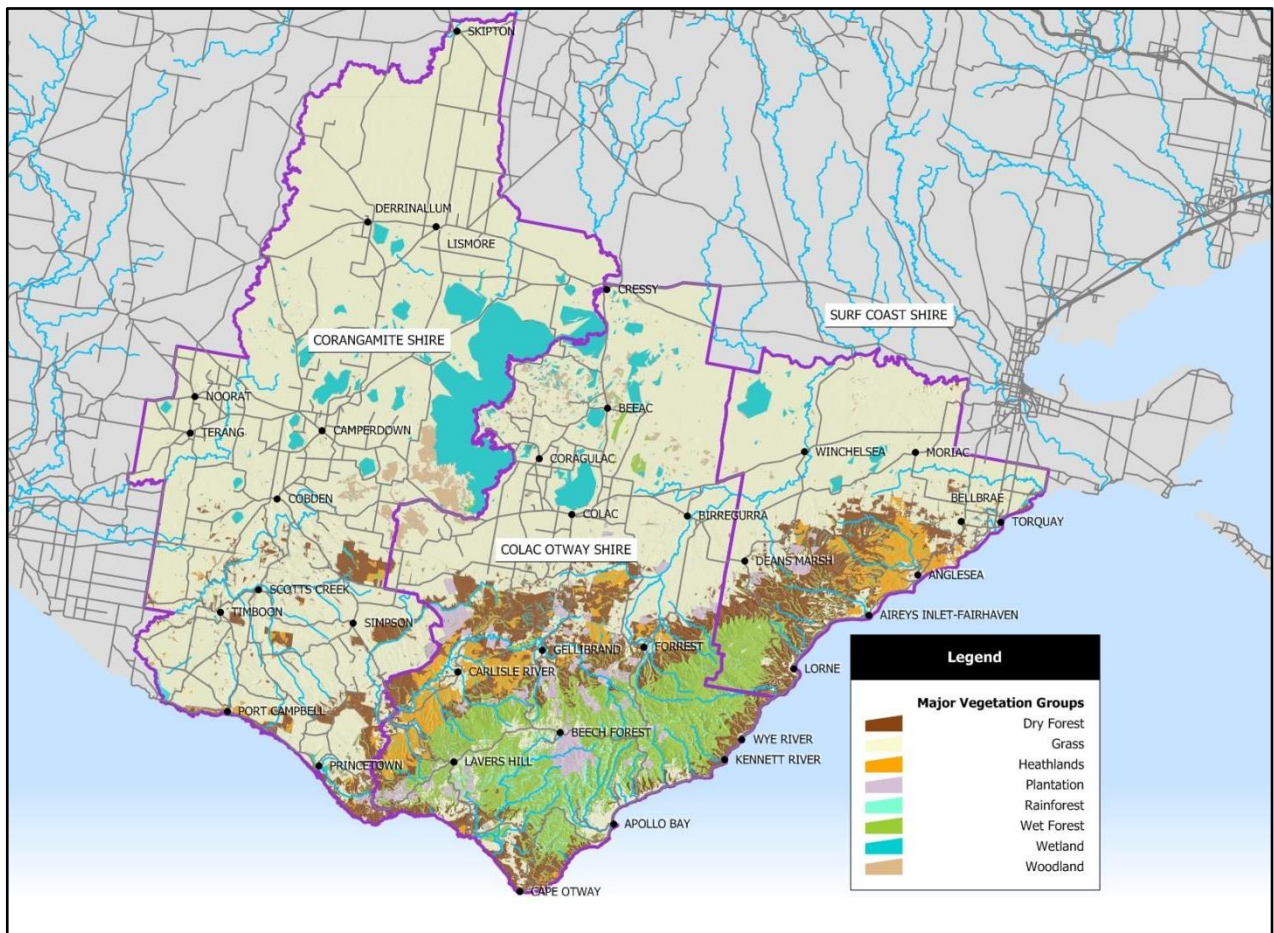 SKIPTON
DERRINALLUM
LISMORE
CRESSY
SURF COAST SHIRE
CORANGAMITE SHIRE
NOORAT
BEEAC
TERANG
CAMPERDOWN
WINCHELSEA
MORIAC
CORAGULAC
COBDEN
BELLBRAE
COLAC
BIRREGURRA
TORQUAY
COLAC OTWAY SHIRE
DEANS MARSH
ANGLESEA
SCOTTS CREEK
TIMBOON
AIREYS INLET-FAIRHAVEN
SIMPSON
GELLIBRAND
FORREST
CARLISLE RIVER
LORNE
PORT CAMPBELL
BEECH FOREST
WYE RIVER
LAVERS HILL
KENNETT RIVER
PRINCETOWN
APOLLO BAY
CAPE OTWAY
Legend
Major Vegetation Groups
Dry Forest
Grass
Heathlands
Plantation
Rainforest
Wet Forest
Wetland
Woodland